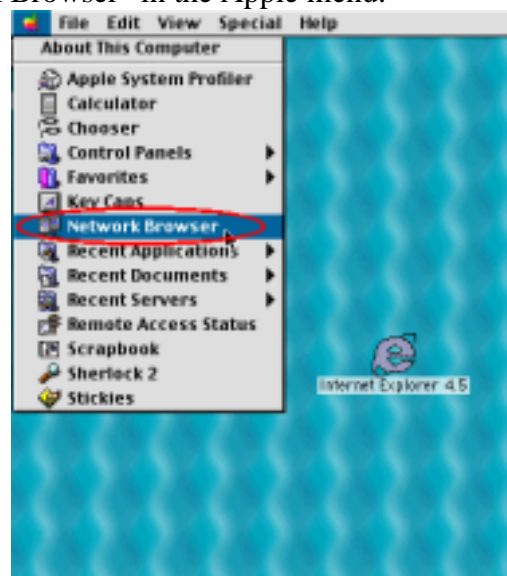 Browser" in the Apple menu.
File Edit View Special Help
About This Computer
Apple System Profiler
Calculator
Chooser
Control Panels
Favorites
Key Caps
Network Browser
Recent Applications
Recent Documents
Recent Servers
Remote Access Status
Scrapbook
Sherlock 2
Stickies
Internet Explorer 4.5